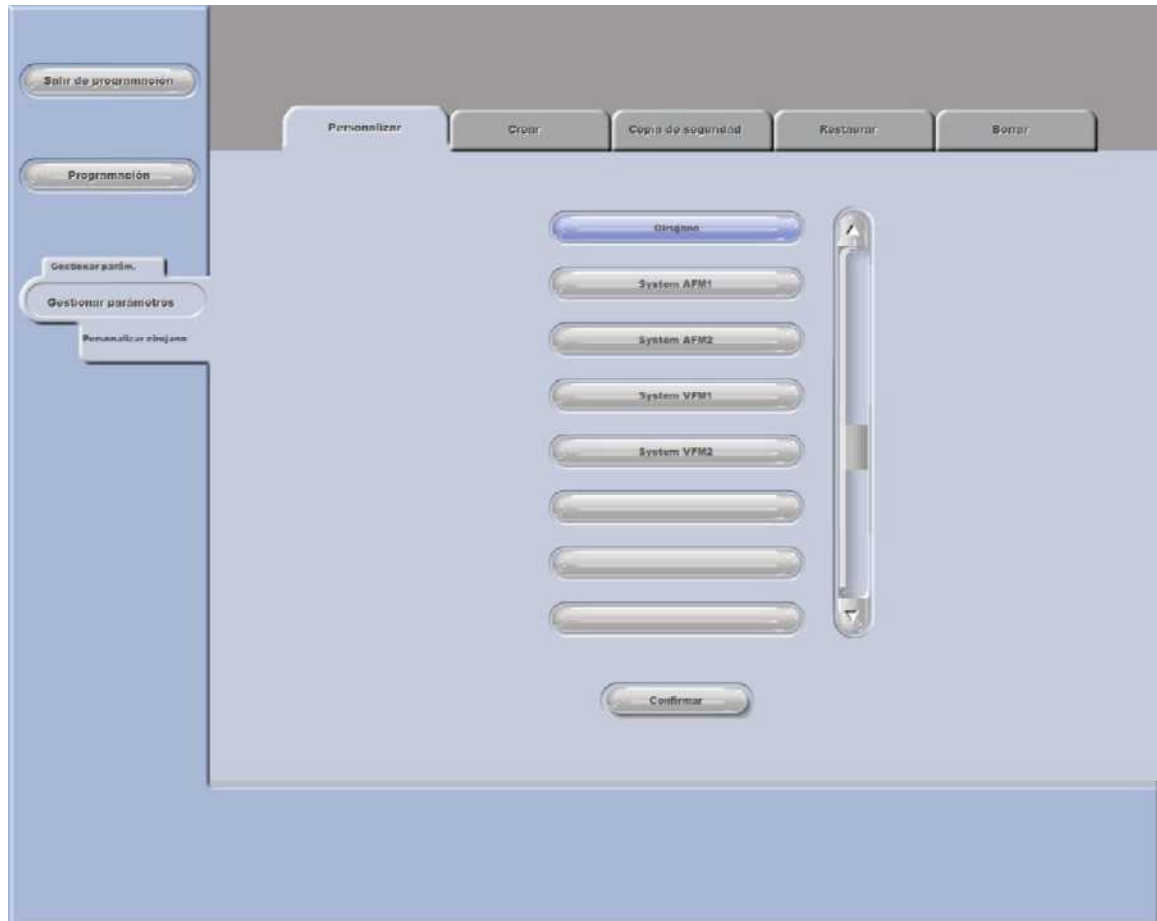 Salir de programación
Personalizar
Crear
Copia de seguridad
Restaurar
Borrar
Programación
Cirujano
Gestionar parám.
System AFM1
Gestionar parámetros
Personalizar cirujano
System AFM2
System VFM1
System VFM2
Confirmar